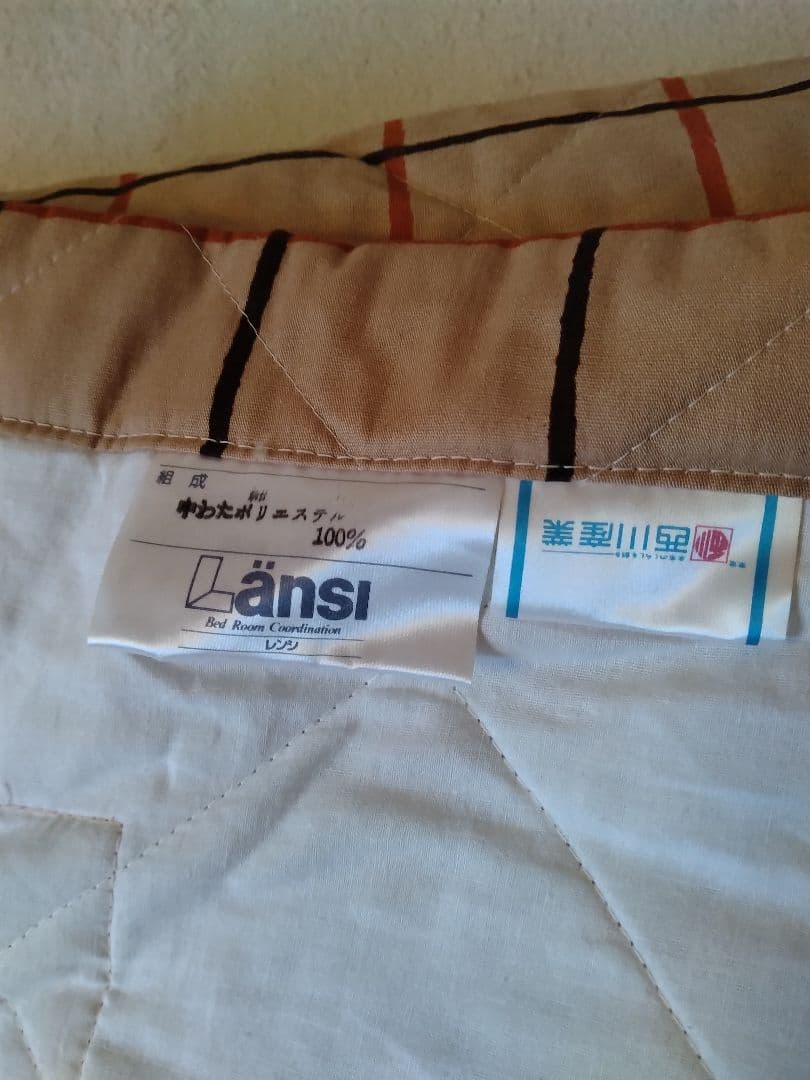 組成
中わたポリエステル
100%
Länsi
Bed Room Coordination
レンシ
西川産業